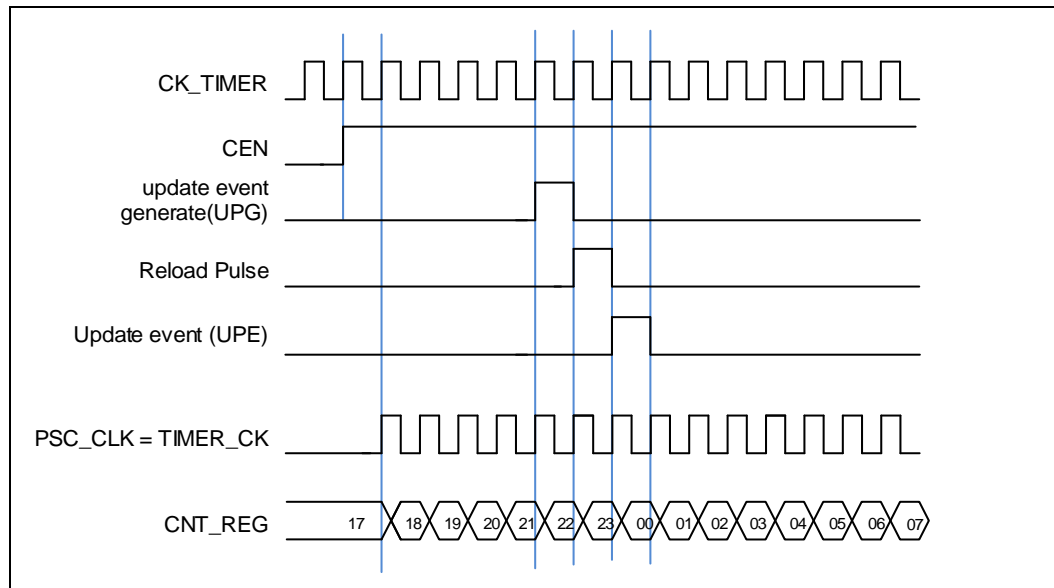 CK_TIMER
CEN
update event
generate(UPG)
Reload Pulse
Update event (UPE)
PSC_CLK = TIMER_CK
CNT_REG 17 18 19 20 21 22 23 00 01 02 03 04 05 06 07